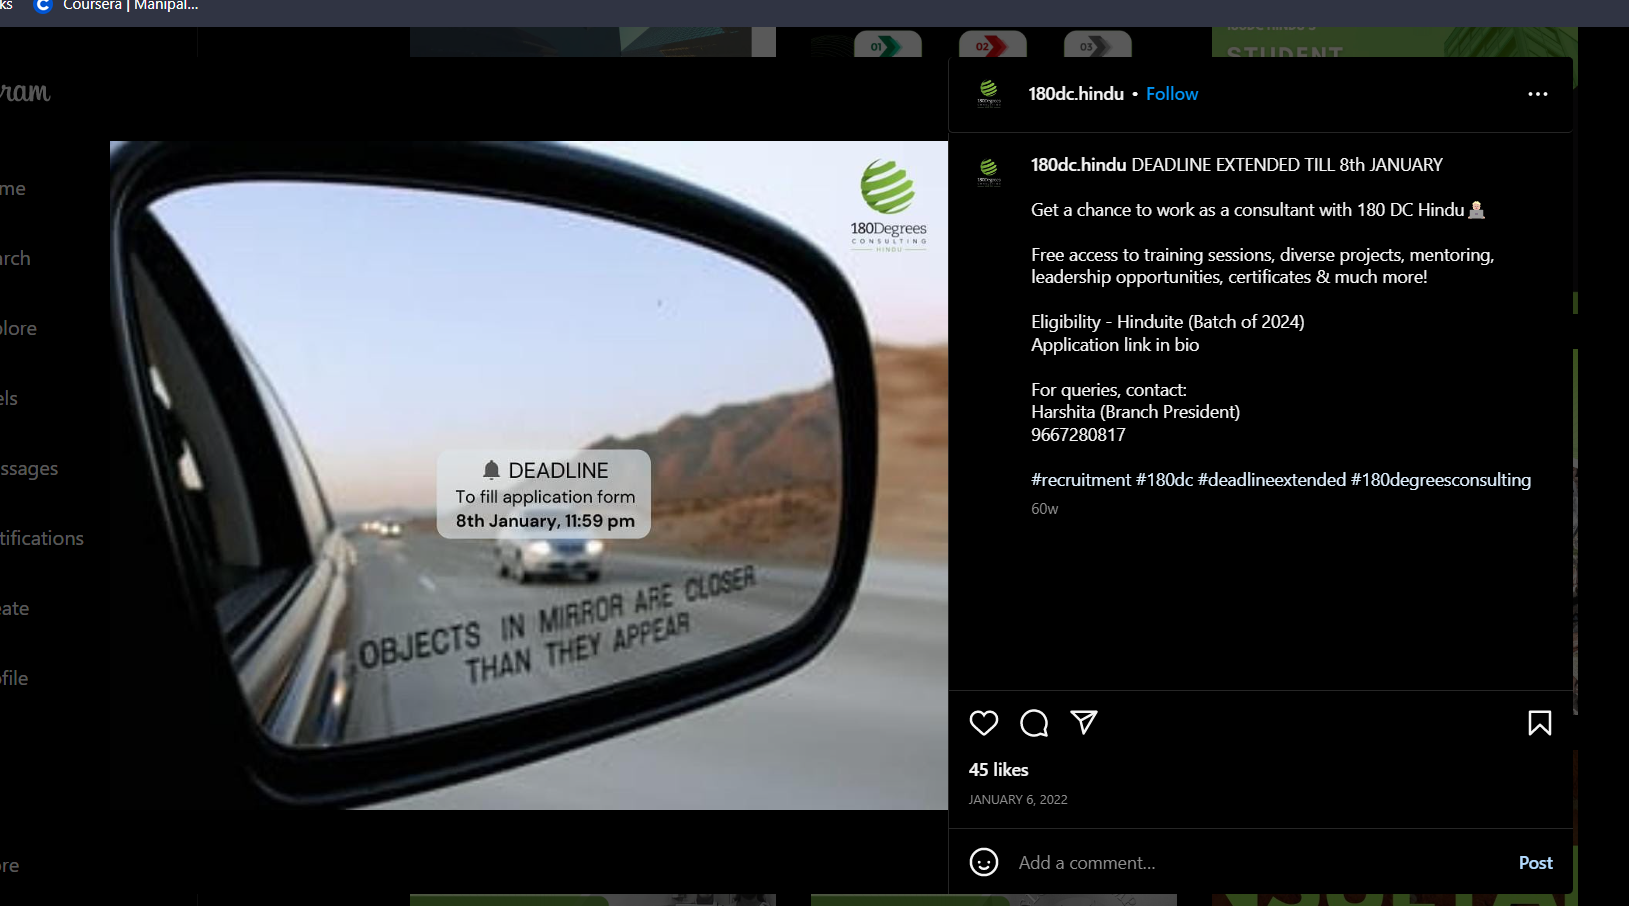 Coursera | Manipal...
01
02
03
STUDENT
180dc.hindu • Follow
180Degrees
CONSULTING
HINDU
180dc.hindu DEADLINE EXTENDED TILL 8th JANUARY
Get a chance to work as a consultant with 180 DC Hindu
Free access to training sessions, diverse projects, mentoring,
leadership opportunities, certificates & much more!
Eligibility - Hinduite (Batch of 2024)
Application link in bio
For queries, contact:
Harshita (Branch President)
9667280817
#recruitment #180dc #deadlineextended #180degreesconsulting
60w
DEADLINE
To fill application form
8th January, 11:59 pm
OBJECTS IN MIRROR ARE CLOSER
THAN THEY APPEAR
45 likes
JANUARY 6, 2022
Add a comment...
Post